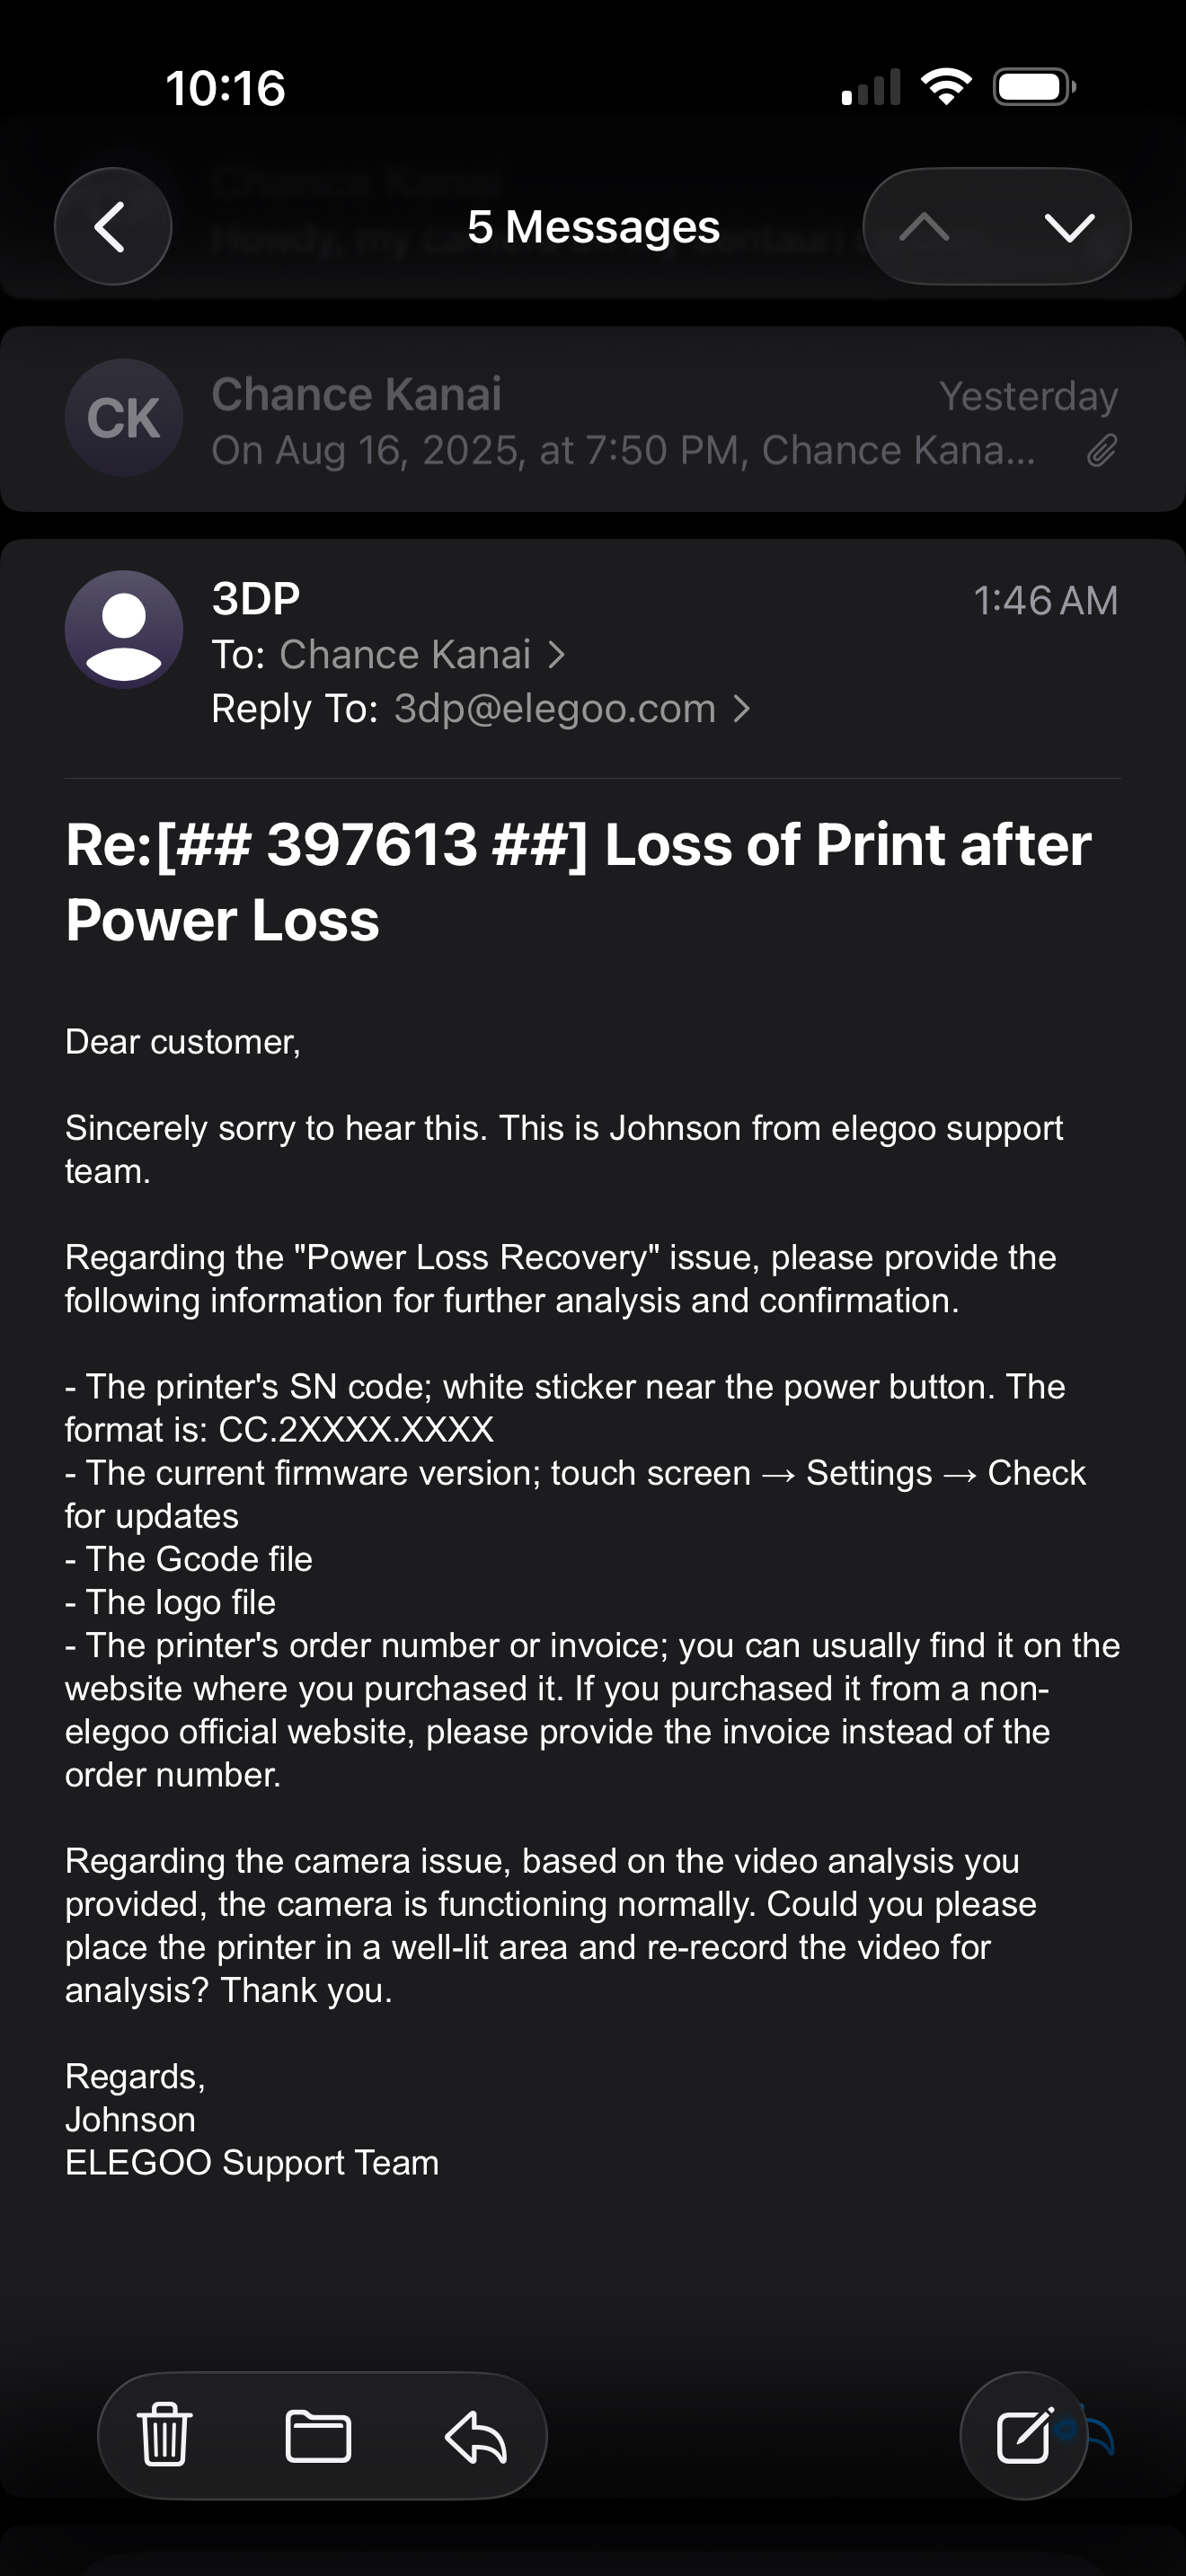 10:16
5 Messages
Chance Kanai
Howdy, my
CK
Chance Kanai
Yesterday
On Aug 16, 2025, at 7:50 PM, Chance Kana...
3DP
1:46 AM
To: Chance Kanai
Reply To: 3dp@elegoo.com
Re:[## 397613 ##] Loss of Print after
Power Loss
Dear customer,
Sincerely sorry to hear this. This is Johnson from elegoo support
team.
Regarding the "Power Loss Recovery" issue, please provide the
following information for further analysis and confirmation.
- The printer's SN code; white sticker near the power button. The
format is: CC.2XXXX.XXXX
- The current firmware version; touch screen → Settings → Check
for updates
- The Gcode file
- The logo file
- The printer's order number or invoice; you can usually find it on the
website where you purchased it. If you purchased it from a non-
elegoo official website, please provide the invoice instead of the
order number.
Regarding the camera issue, based on the video analysis you
provided, the camera is functioning normally. Could you please
place the printer in a well-lit area and re-record the video for
analysis? Thank you.
Regards,
Johnson
ELEGOO Support Team